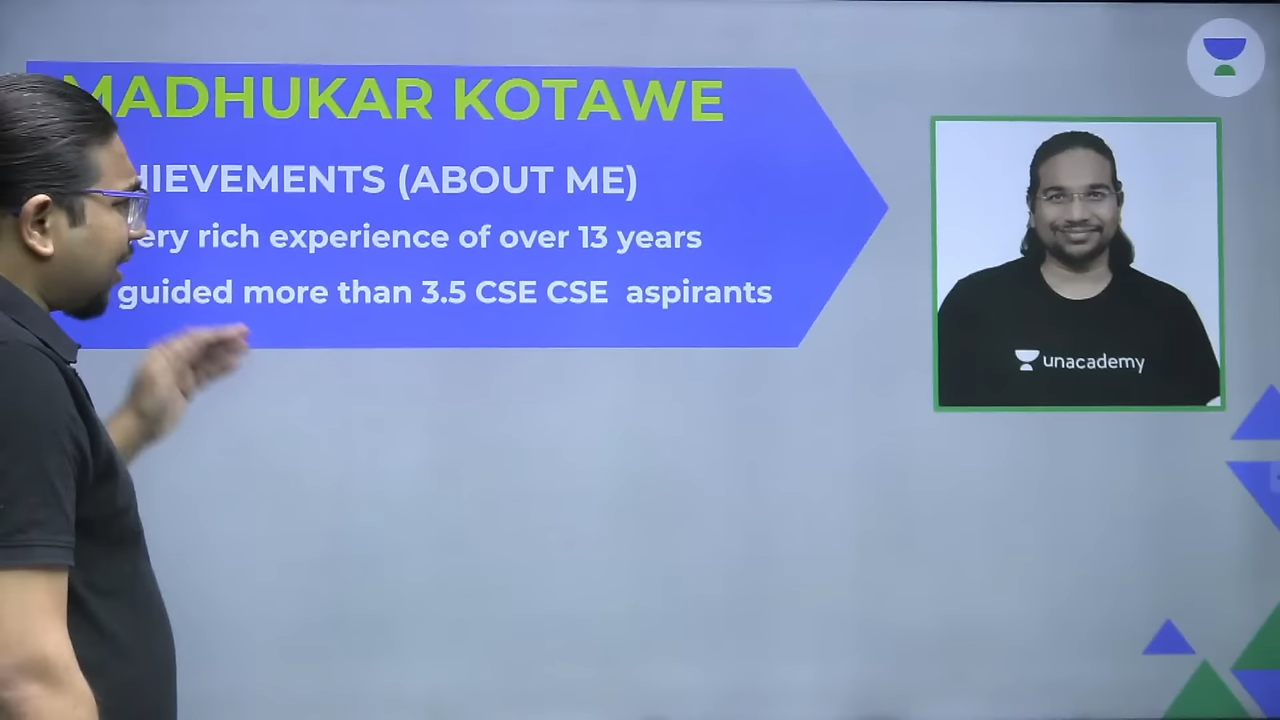 MADHUKAR KOTAWE
HIEVEMENTS (ABOUT ME)
ery rich experience of over 13 years
guided more than 3.5 CSE CSE aspirants
unacademy